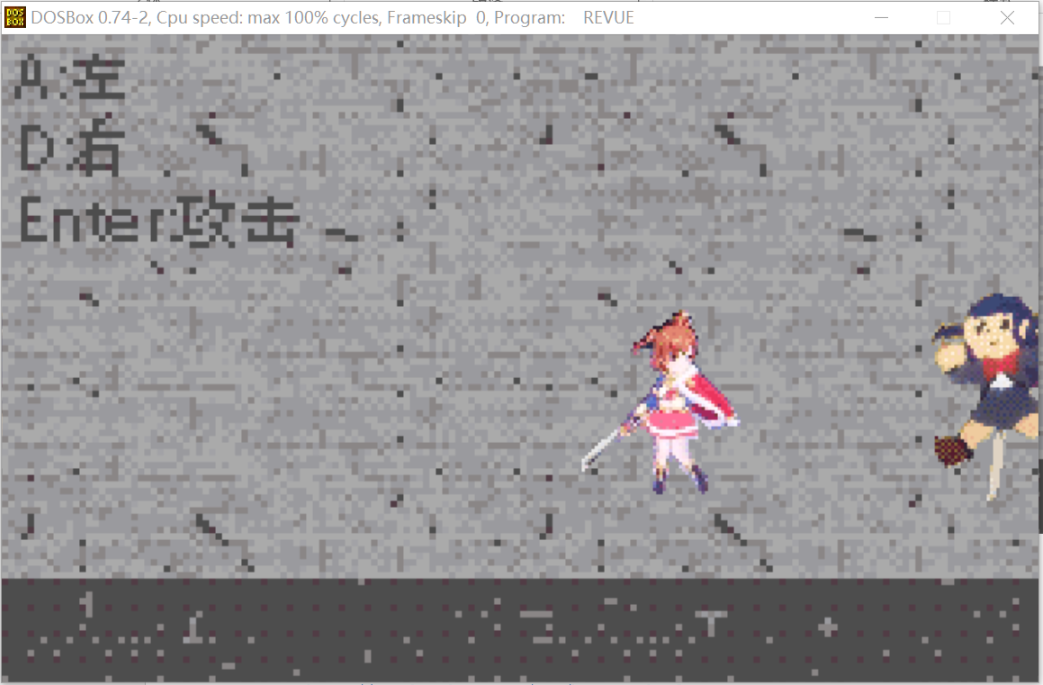 DOSBox 0.74-2, Cpu speed: max 100% cycles, Frameskip 0, Program: REVUE
A:左
D:右
Enter:攻击